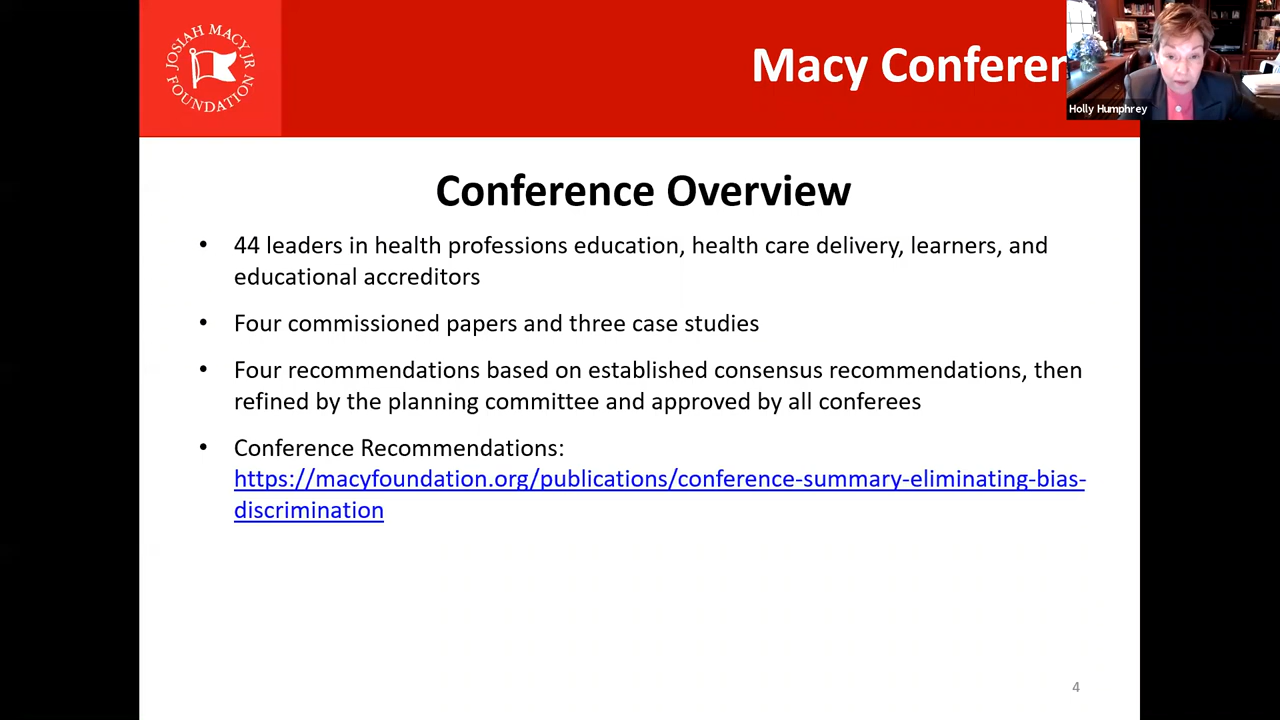 JOSIAH MACY JR
FOUNDATION
Macy Conferen
Holly Humphrey
Conference Overview
• 44 leaders in health professions education, health care delivery, learners, and
educational accreditors
• Four commissioned papers and three case studies
• Four recommendations based on established consensus recommendations, then
refined by the planning committee and approved by all conferees
• Conference Recommendations:
https://macyfoundation.org/publications/conference-summary-eliminating-bias-
discrimination
4